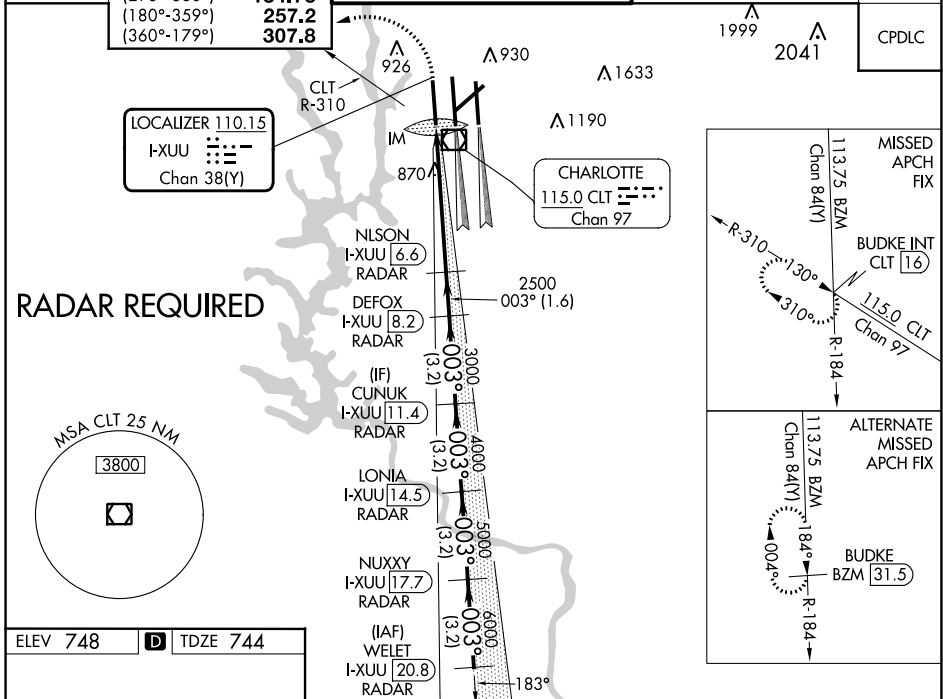 (180°-359°) 257.2
(360°-179°) 307.8
CPDLC
1999
2041
926
930
1633
1190
870
CLT
R-310
LOCALIZER 110.15
I-XUU
Chan 38(Y)
IM
CHARLOTTE
115.0 CLT
Chan 97
NLSON
I-XUU 6.6
RADAR
2500
003° (1.6)
DEFOX
I-XUU 8.2
RADAR
3000
003°
(3.2)
(IF)
CUNUK
I-XUU 11.4
RADAR
4000
003°
(3.2)
LONIA
I-XUU 14.5
RADAR
5000
003°
(3.2)
NUXXY
I-XUU 17.7
RADAR
6000
003°
(3.2)
(IAF)
WELET
I-XUU 20.8
RADAR
183°
RADAR REQUIRED
MSA CLT 25 NM
3800
ELEV 748 D TDZE 744
MISSED
APCH
FIX
113.75 BZM
Chan 84(Y)
R-310
130°
310°
BUDKE INT
CLT 16
115.0 CLT
Chan 97
R-184
ALTERNATE
MISSED
APCH FIX
113.75 BZM
Chan 84(Y)
184°
004°
BUDKE
BZM 31.5
R-184